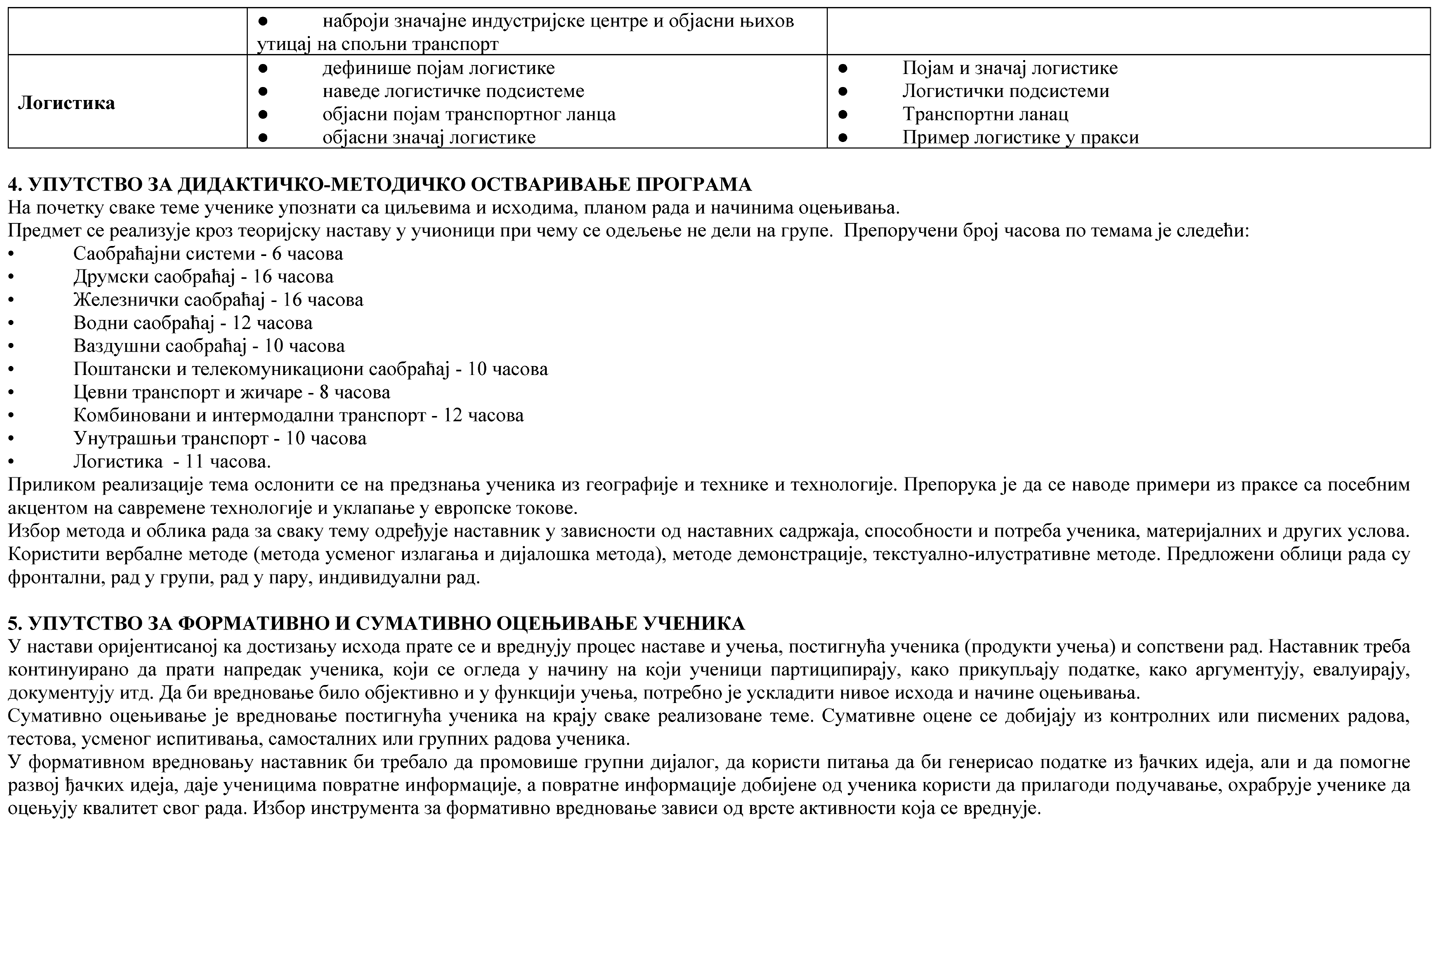 ● наброји значајне индустријске центре и објасни њихов
утицај на спољни транспорт
Логистика
● дефинише појам логистике
● наведе логистичке подсистеме
● објасни појам транспортног ланца
● објасни значај логистике
● Појам и значај логистике
● Логистички подсистеми
● Транспортни ланац
● Пример логистике у пракси
4. УПУТСТВО ЗА ДИДАКТИЧКО-МЕТОДИЧКО ОСТВАРИВАЊЕ ПРОГРАМА
На почетку сваке теме ученике упознати са циљевима и исходима, планом рада и начинима оцењивања.
Предмет се реализује кроз теоријску наставу у учионици при чему се одељење не дели на групе. Препоручени број часова по темама је следећи:
• Саобраћајни системи - 6 часова
• Друмски саобраћај - 16 часова
• Железнички саобраћај - 16 часова
• Водни саобраћај - 12 часова
• Ваздушни саобраћај - 10 часова
• Поштански и телекомуникациони саобраћај - 10 часова
• Цевни транспорт и жичаре - 8 часова
• Комбиновани и интермодални транспорт - 12 часова
• Унутрашњи транспорт - 10 часова
• Логистика - 11 часова.
Приликом реализације тема ослонити се на предзнања ученика из географије и технике и технологије. Препорука је да се наводе примери из праксе са посебним
акцентом на савремене технологије и уклапање у европске токове.
Избор метода и облика рада за сваку тему одређује наставник у зависности од наставних садржаја, способности и потреба ученика, материјалних и других услова.
Користити вербалне методе (метода усменог излагања и дијалошка метода), методе демонстрације, текстуално-илустративне методе. Предложени облици рада су
фронтални, рад у групи, рад у пару, индивидуални рад.
5. УПУТСТВО ЗА ФОРМАТИВНО И СУМАТИВНО ОЦЕЊИВАЊЕ УЧЕНИКА
У настави оријентисаној ка достизању исхода прате се и вреднују процес наставе и учења, постигнућа ученика (продукти учења) и сопствени рад. Наставник треба
континуирано да прати напредак ученика, који се огледа у начину на који ученици партиципирају, како прикупљају податке, како аргументују, евалуирају,
документују итд. Да би вредновање било објективно и у функцији учења, потребно је ускладити нивое исхода и начине оцењивања.
Сумативно оцењивање је вредновање постигнућа ученика на крају сваке реализоване теме. Сумативне оцене се добијају из контролних или писмених радова,
тестова, усменог испитивања, самосталних или групних радова ученика.
У формативном вредновању наставник би требало да промовише групни дијалог, да користи питања да би генерисао податке из ђачких идеја, али и да помогне
развој ђачких идеја, даје ученицима повратне информације, а повратне информације добијене од ученика користи да прилагоди подучавање, охрабрује ученике да
оцењују квалитет свог рада. Избор инструмента за формативно вредновање зависи од врсте активности која се вреднује.